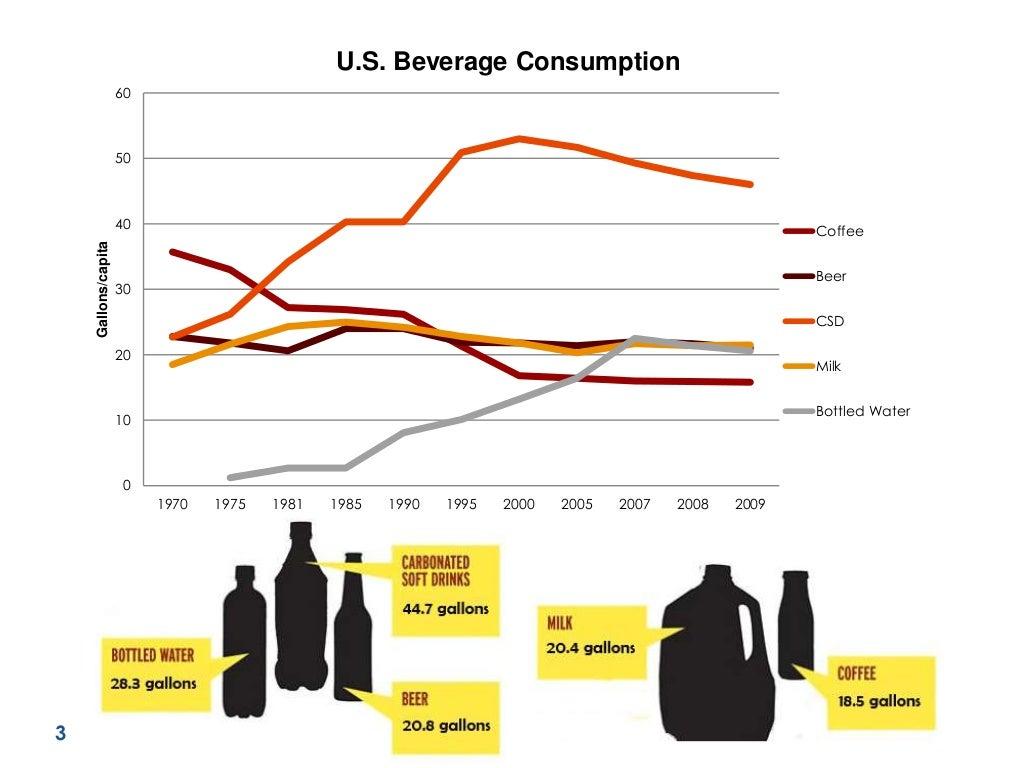 U.S. Beverage Consumption
60
50
40
30
20
10
0
Gallons/capita
1970 1975 1981 1985 1990 1995 2000 2005 2007 2008 2009
Coffee
Beer
CSD
Milk
Bottled Water
CARBONATED
SOFT DRINKS
44.7 gallons
BOTTLED WATER
28.3 gallons
BEER
20.8 gallons
MILK
20.4 gallons
COFFEE
18.5 gallons
3